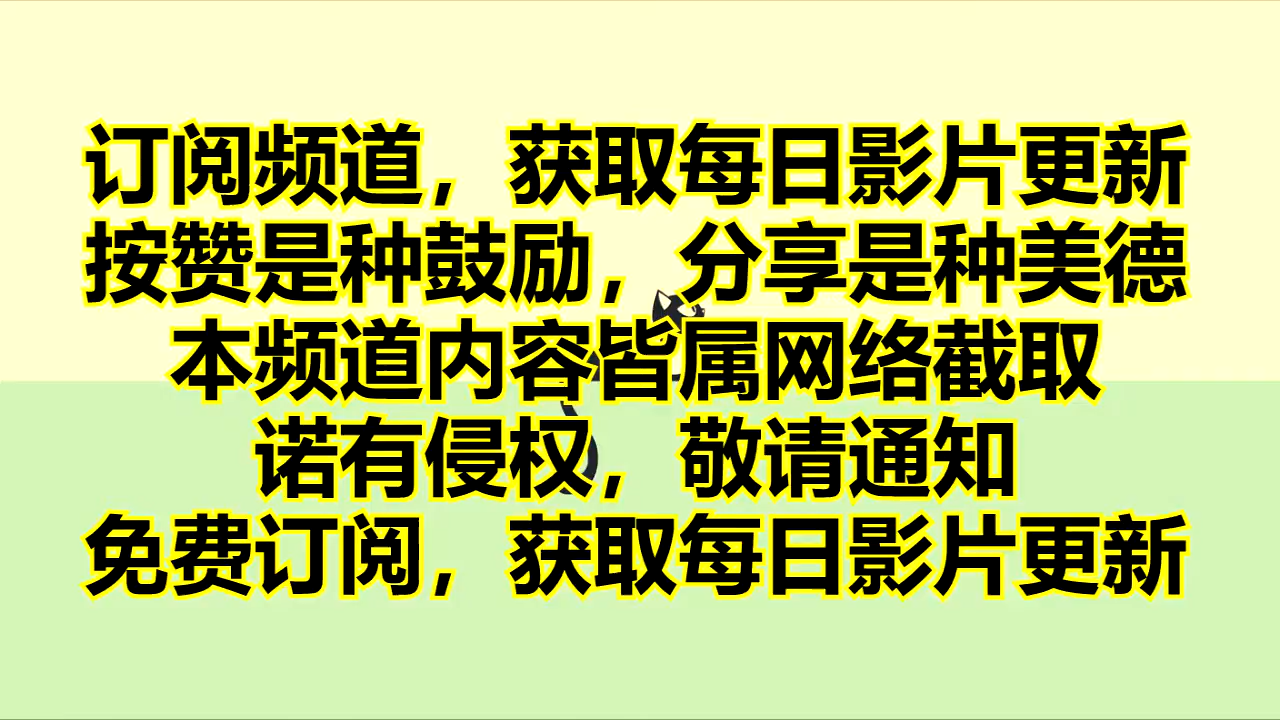 订阅频道，获取每日影片更新
按赞是种鼓励，分享是种美德
本频道内容皆属网络截取
诺有侵权，敬请通知
免费订阅，获取每日影片更新